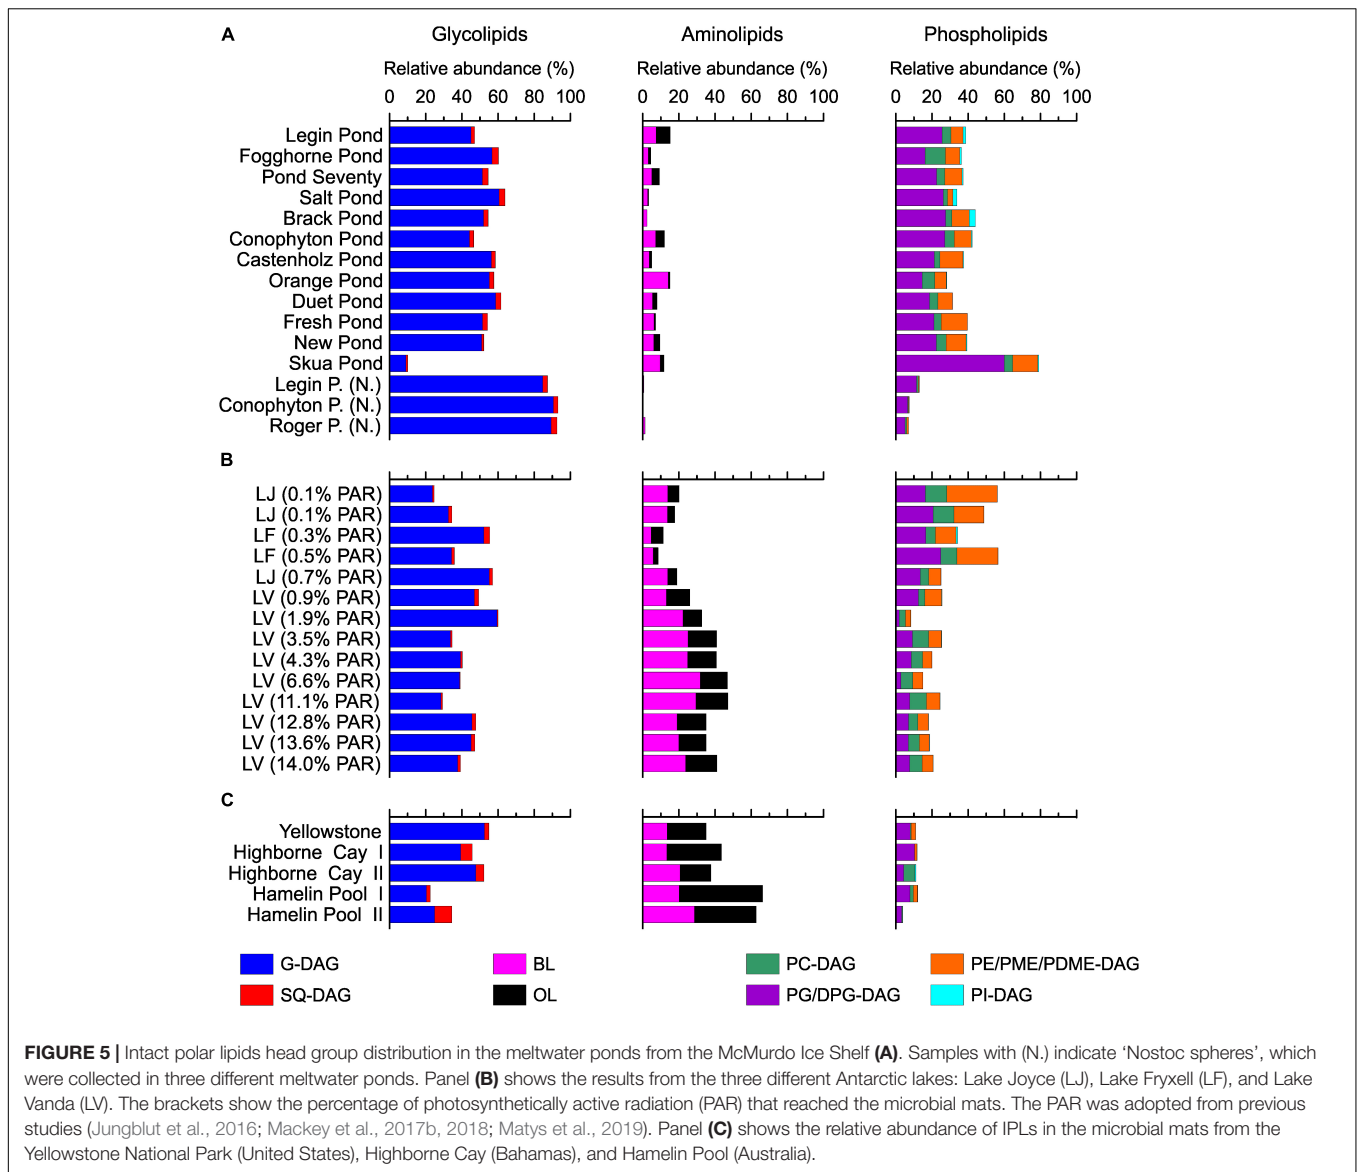 A Glycolipids Aminolipids Phospholipids
Relative abundance (%) Relative abundance (%) Relative abundance (%)
0 20 40 60 80 100 0 20 40 60 80 100 0 20 40 60 80 100
Legin Pond
Fogghorne Pond
Pond Seventy
Salt Pond
Brack Pond
Conophyton Pond
Castenholz Pond
Orange Pond
Duet Pond
Fresh Pond
New Pond
Skua Pond
Legin P. (N.)
Conophyton P. (N.)
Roger P. (N.)
B
LJ (0.1% PAR)
LJ (0.1% PAR)
LF (0.3% PAR)
LF (0.5% PAR)
LJ (0.7% PAR)
LV (0.9% PAR)
LV (1.9% PAR)
LV (3.5% PAR)
LV (4.3% PAR)
LV (6.6% PAR)
LV (11.1% PAR)
LV (12.8% PAR)
LV (13.6% PAR)
LV (14.0% PAR)
C
Yellowstone
Highborne Cay I
Highborne Cay II
Hamelin Pool I
Hamelin Pool II
G-DAG BL PC-DAG PE/PME/PDME-DAG
SQ-DAG OL PG/DPG-DAG PI-DAG
FIGURE 5 | Intact polar lipids head group distribution in the meltwater ponds from the McMurdo Ice Shelf (A). Samples with (N.) indicate ‘Nostoc spheres’, which
were collected in three different meltwater ponds. Panel (B) shows the results from the three different Antarctic lakes: Lake Joyce (LJ), Lake Fryxell (LF), and Lake
Vanda (LV). The brackets show the percentage of photosynthetically active radiation (PAR) that reached the microbial mats. The PAR was adopted from previous
studies (Jungblut et al., 2016; Mackey et al., 2017b, 2018; Matys et al., 2019). Panel (C) shows the relative abundance of IPLs in the microbial mats from the
Yellowstone National Park (United States), Highborne Cay (Bahamas), and Hamelin Pool (Australia).